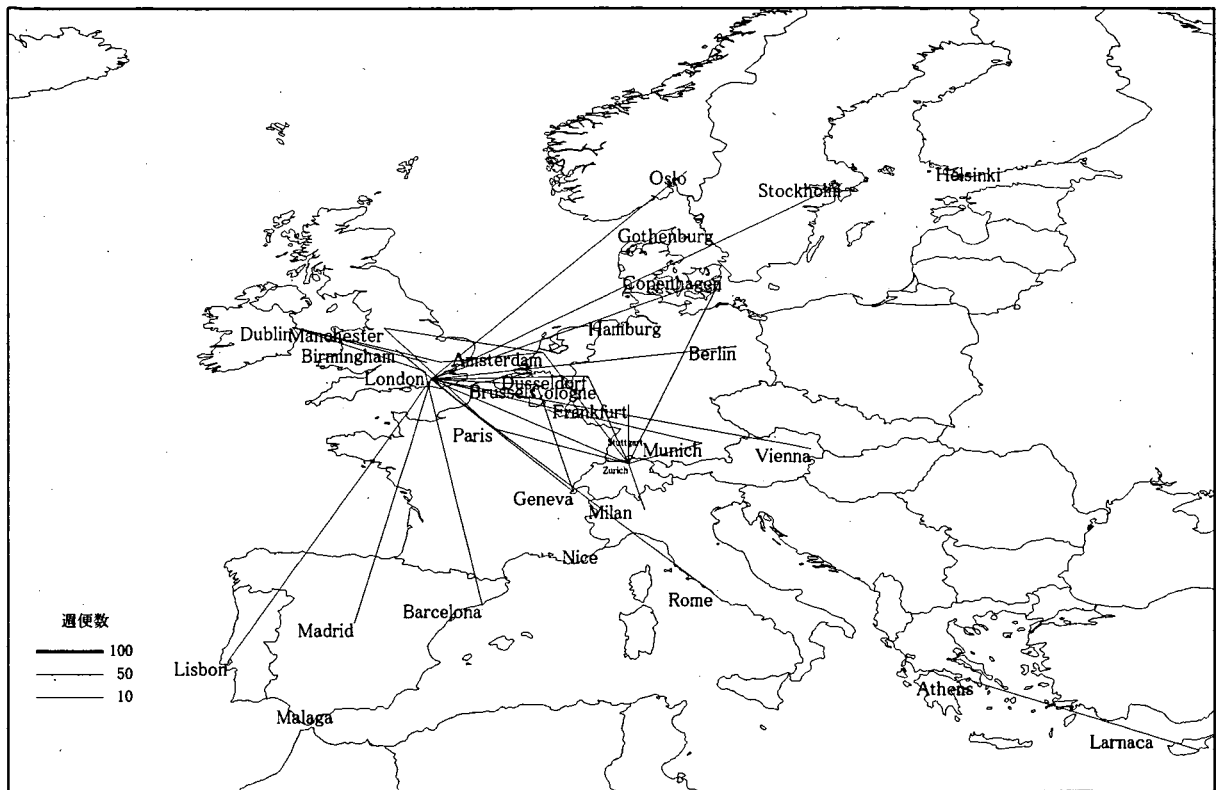 Oslo
Stockholm
Helsinki
Gothenburg
Copenhagen
Dublin
Manchester
Hamburg
Birmingham
Amsterdam
Berlin
London
Dusseldorf
Brussels
Cologne
Frankfurt
Paris
Stuttgart
Munich
Vienna
Zurich
Geneva
Milan
Nice
Rome
Barcelona
Madrid
週便数
100
50
10
Lisbon
Malaga
Athens
Larnaca